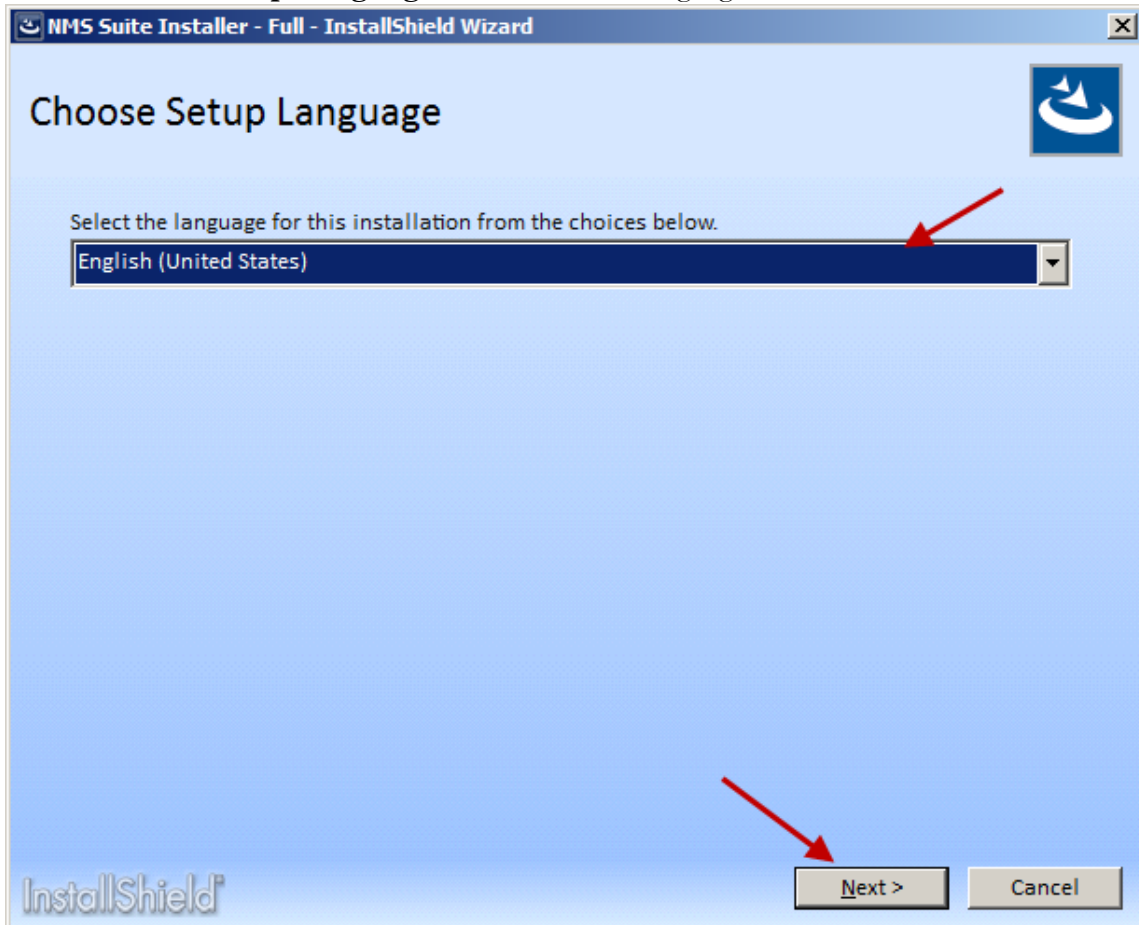 NMS Suite Installer - Full - InstallShield Wizard
Choose Setup Language
Select the language for this installation from the choices below.
English (United States)
InstallShield
Next > Cancel